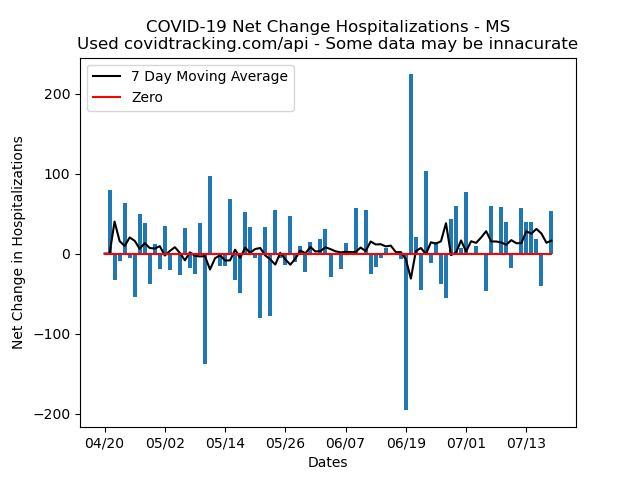 COVID-19 Net Change Hospitalizations - MS
Used covidtracking.com/api - Some data may be innacurate
7 Day Moving Average
Zero
Net Change in Hospitalizations
200
100
0
−100
−200
04/20 05/02 05/14 05/26 06/07 06/19 07/01 07/13
Dates